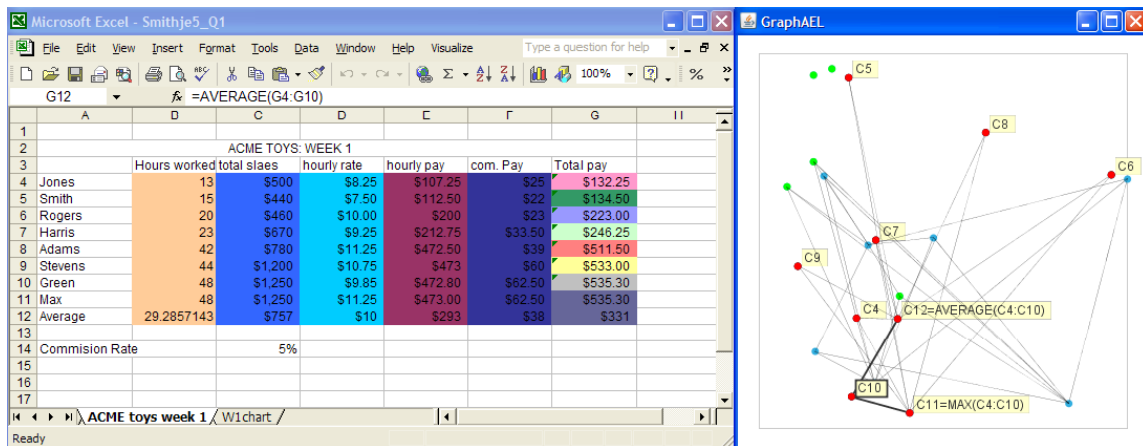 Microsoft Excel - Smithje5_Q1
File Edit View Insert Format Tools Data Window Help Visualize Type a question for help
100%
G12 fx =AVERAGE(G4:G10)
A B C D E F G H
1
2 ACME TOYS: WEEK 1
3 Hours worked total slaes hourly rate hourly pay com. Pay Total pay
4 Jones 13 $500 $8.25 $107.25 $25 $132.25
5 Smith 15 $440 $7.50 $112.50 $22 $134.50
6 Rogers 20 $460 $10.00 $200 $23 $223.00
7 Harris 23 $670 $9.25 $212.75 $33.50 $246.25
8 Adams 42 $780 $11.25 $472.50 $39 $511.50
9 Stevens 44 $1,200 $10.75 $473 $60 $533.00
10 Green 48 $1,250 $9.85 $472.80 $62.50 $535.30
11 Max 48 $1,250 $11.25 $473.00 $62.50 $535.30
12 Average 29.2857143 $757 $10 $293 $38 $331
13
14 Commision Rate 5%
15
16
17
ACME toys week 1 W1chart
Ready
GraphAEL
C5
C8
C6
C7
C9
C4
C12=AVERAGE(C4:C10)
C10
C11=MAX(C4:C10)